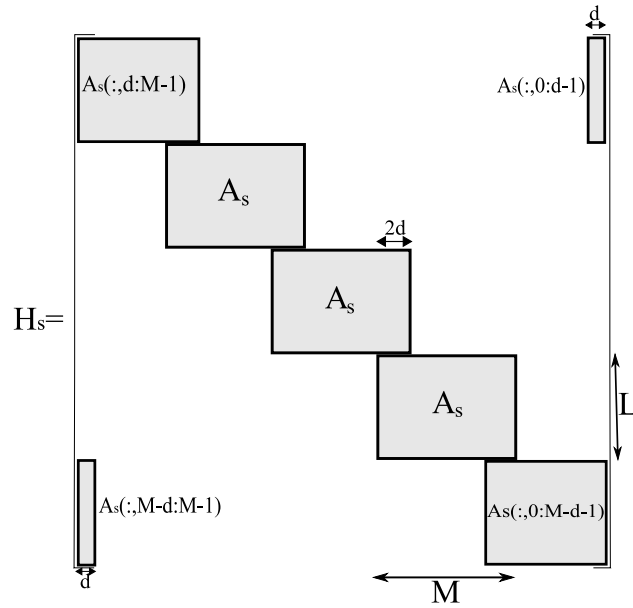 d
As(:,d:M-1)
As(:,0:d-1)
As
2d
As
Hs=
As
L
As(:,M-d:M-1)
As(:,0:M-d-1)
d
M